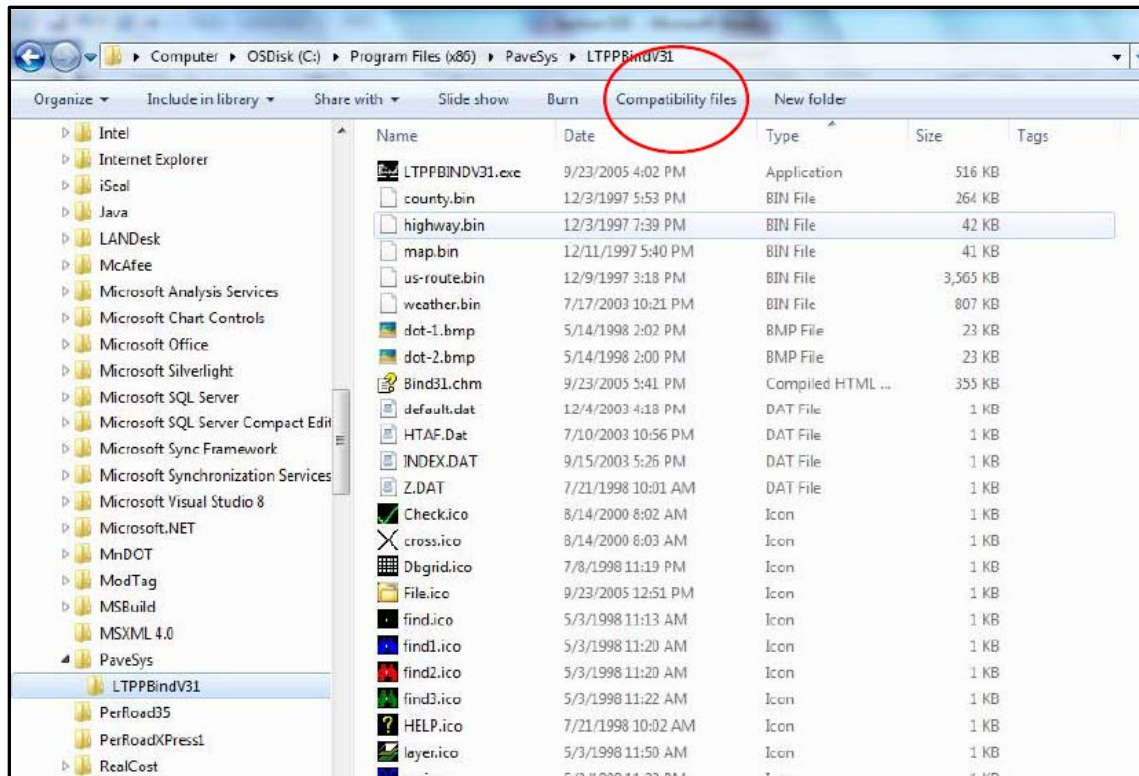 Computer ▸ OSDisk (C:) ▸ Program Files (x86) ▸ PaveSys ▸ LTPPBindV31
Organize Include in library Share with Slide show Burn Compatibility files New folder
Intel
Internet Explorer
iSeal
Java
LANDesk
McAfee
Microsoft Analysis Services
Microsoft Chart Controls
Microsoft Office
Microsoft Silverlight
Microsoft SQL Server
Microsoft SQL Server Compact Edit
Microsoft Sync Framework
Microsoft Synchronization Services
Microsoft Visual Studio 8
Microsoft.NET
MnDOT
ModTag
MSBuild
MSXML 4.0
PaveSys
LTPPBindV31
PerRoad35
PerRoadXPress1
RealCost
Name Date Type Size Tags
LTPPBINDV31.exe 9/23/2005 4:02 PM Application 516 KB
county.bin 12/3/1997 5:53 PM BIN File 264 KB
highway.bin 12/3/1997 7:39 PM BIN File 42 KB
map.bin 12/11/1997 5:40 PM BIN File 41 KB
us-route.bin 12/9/1997 3:18 PM BIN File 3,565 KB
weather.bin 7/17/2003 10:21 PM BIN File 807 KB
dot-1.bmp 5/14/1998 2:02 PM BMP File 23 KB
dot-2.bmp 5/14/1998 2:00 PM BMP File 23 KB
Bind31.chm 9/23/2005 5:41 PM Compiled HTML ... 355 KB
default.dat 12/4/2003 4:18 PM DAT File 1 KB
HTAF.Dat 7/10/2003 10:56 PM DAT File 1 KB
INDEX.DAT 9/15/2003 5:26 PM DAT File 1 KB
Z.DAT 7/21/1998 10:01 AM DAT File 1 KB
Check.ico 8/14/2000 8:02 AM Icon 1 KB
cross.ico 8/14/2000 8:03 AM Icon 1 KB
Dbgrid.ico 7/8/1998 11:19 PM Icon 1 KB
File.ico 9/23/2005 12:51 PM Icon 1 KB
find.ico 5/3/1998 11:13 AM Icon 1 KB
find1.ico 5/3/1998 11:20 AM Icon 1 KB
find2.ico 5/3/1998 11:20 AM Icon 1 KB
find3.ico 5/3/1998 11:22 AM Icon 1 KB
HELP.ico 7/21/1998 10:02 AM Icon 1 KB
layer.ico 5/3/1998 11:50 AM Icon 1 KB